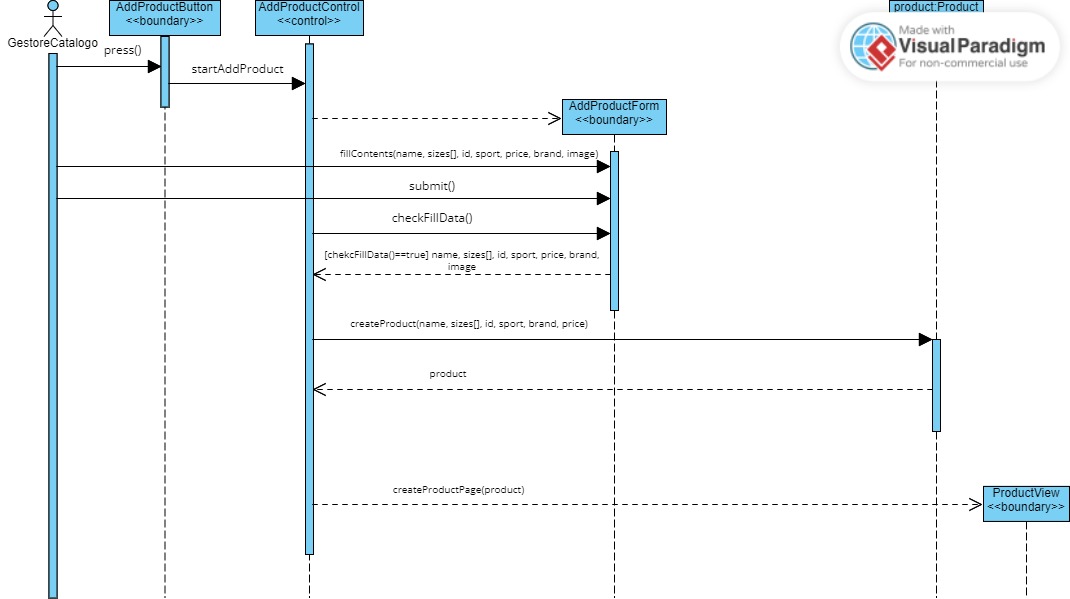 AddProductButton
<<boundary>>
AddProductControl
<<control>>
product:Product
Made with
Visual Paradigm
For non-commercial use
GestoreCatalogo
press()
startAddProduct
AddProductForm
<<boundary>>
fillContents(name, sizes[], id, sport, price, brand, image)
submit()
checkFillData()
[chekcFillData()==true] name, sizes[], id, sport, price, brand,
image
createProduct(name, sizes[], id, sport, brand, price)
product
createProductPage(product)
ProductView
<<boundary>>